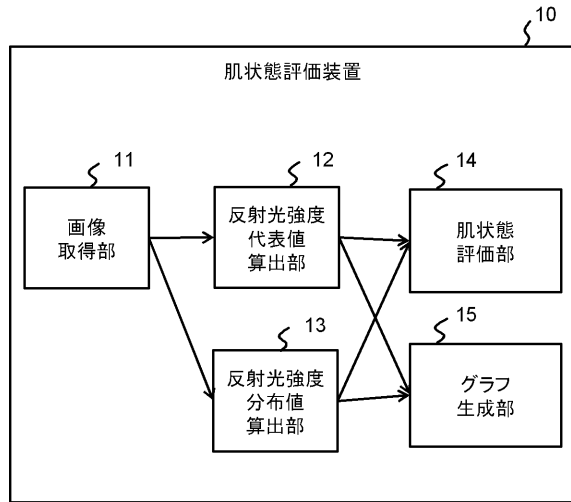 10
肌状態評価装置
11
画像
取得部
12
反射光強度
代表値
算出部
14
肌状態
評価部
13
反射光強度
分布値
算出部
15
グラフ
生成部